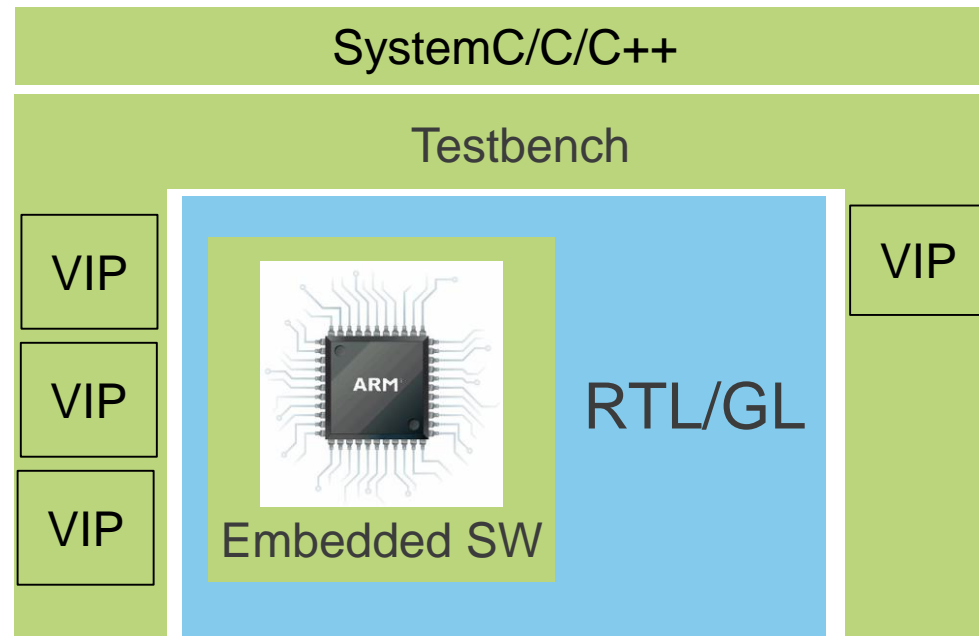 SystemC/C/C++
Testbench
VIP
VIP
VIP
ARM
Embedded SW
RTL/GL
VIP